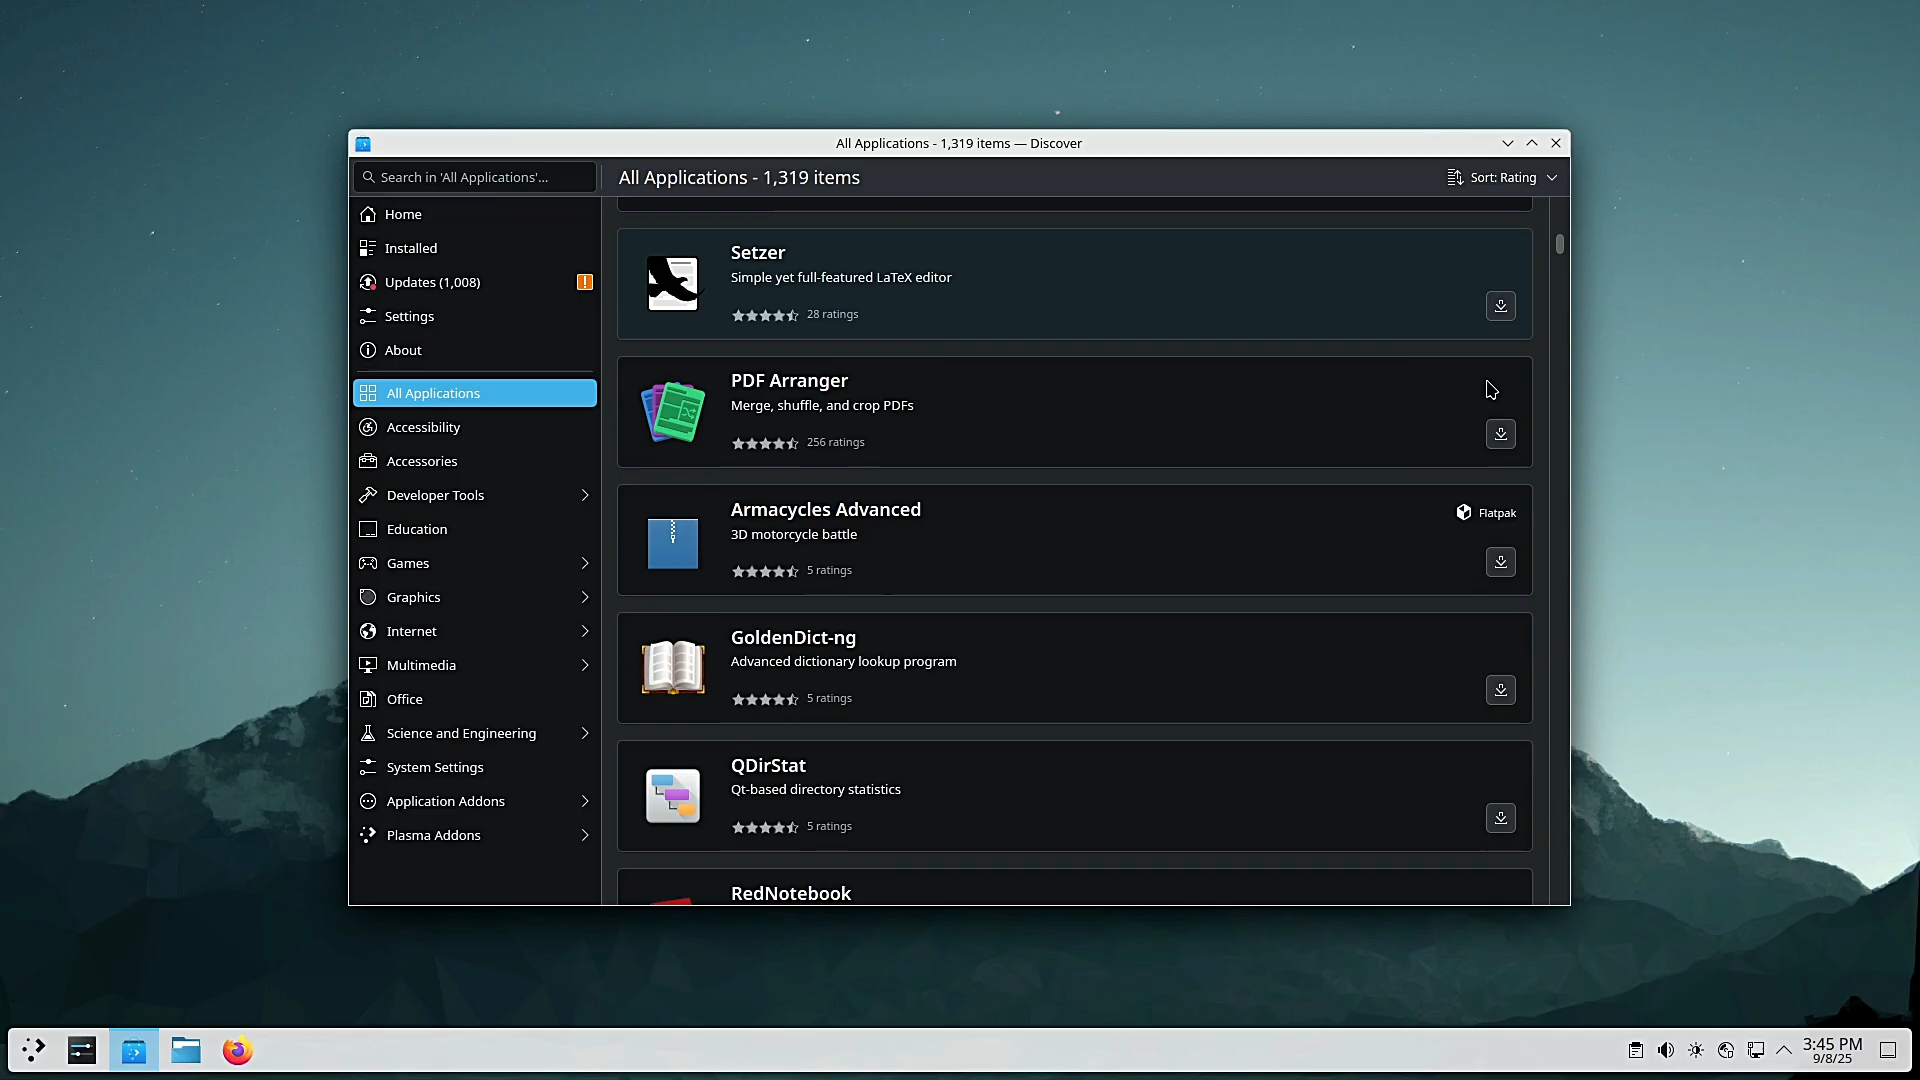 All Applications - 1,319 items — Discover
Search in 'All Applications'...
All Applications - 1,319 items
Sort: Rating
Home
Installed
Updates (1,008)
Settings
About
All Applications
Accessibility
Accessories
Developer Tools
Education
Games
Graphics
Internet
Multimedia
Office
Science and Engineering
System Settings
Application Addons
Plasma Addons
Setzer
Simple yet full-featured LaTeX editor
28 ratings
PDF Arranger
Merge, shuffle, and crop PDFs
256 ratings
Armacycles Advanced
Flatpak
3D motorcycle battle
5 ratings
GoldenDict-ng
Advanced dictionary lookup program
5 ratings
QDirStat
Qt-based directory statistics
5 ratings
RedNotebook
3:45 PM
9/8/25